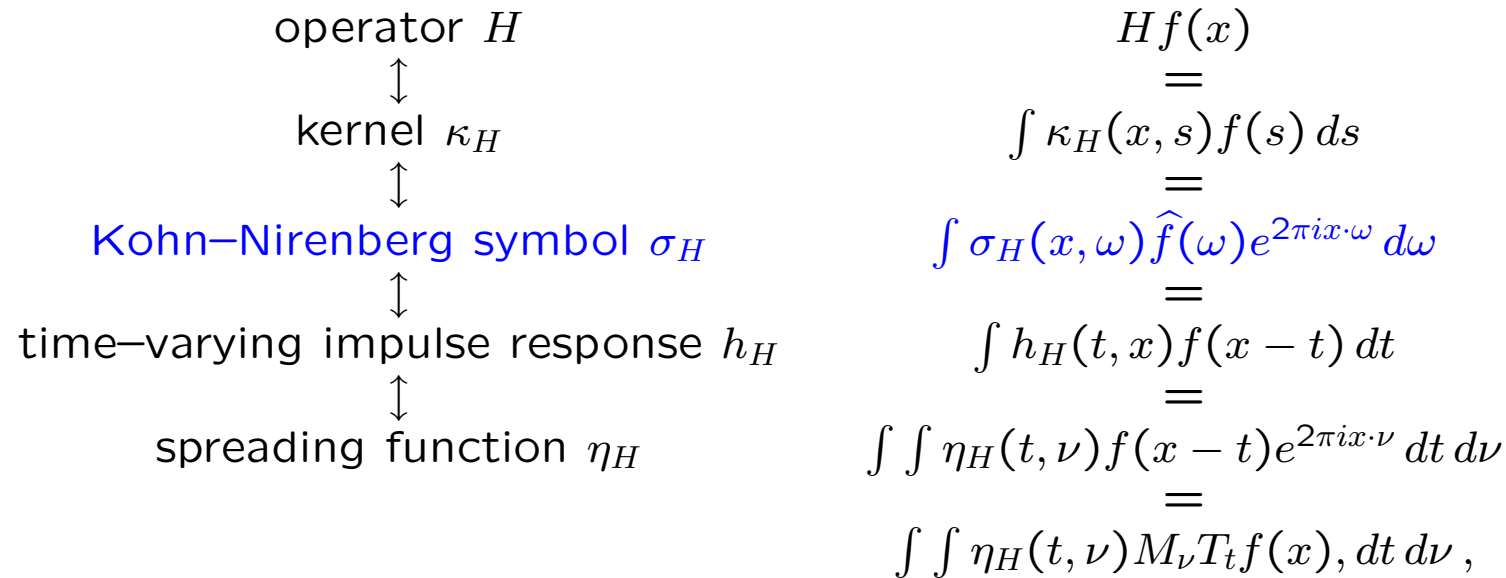 operator H
Hf(x)
↕
=
kernel κ_H
∫ κ_H(x, s)f(s) ds
↕
=
Kohn–Nirenberg symbol σ_H
∫ σ_H(x, ω)f̂(ω)e^{2πix·ω} dω
↕
=
time–varying impulse response h_H
∫ h_H(t, x)f(x − t) dt
↕
=
spreading function η_H
∫ ∫ η_H(t, ν)f(x − t)e^{2πix·ν} dt dν
=
∫ ∫ η_H(t, ν)M_νT_tf(x), dt dν ,